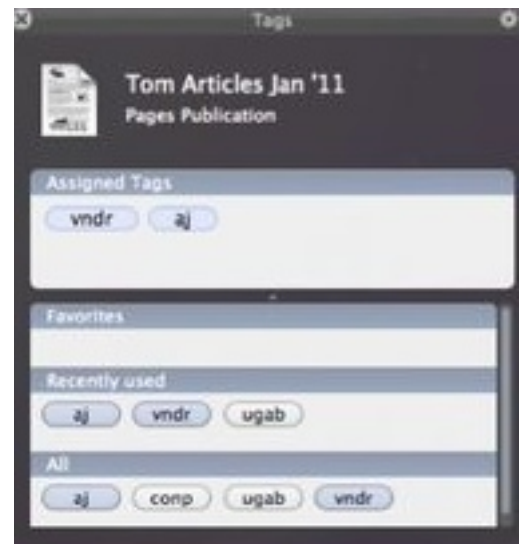 Tags
Tom Articles Jan '11
Pages Publication
Assigned Tags
vndr aj
Favorites
Recently used
aj vndr ugab
All
aj conp ugab vndr